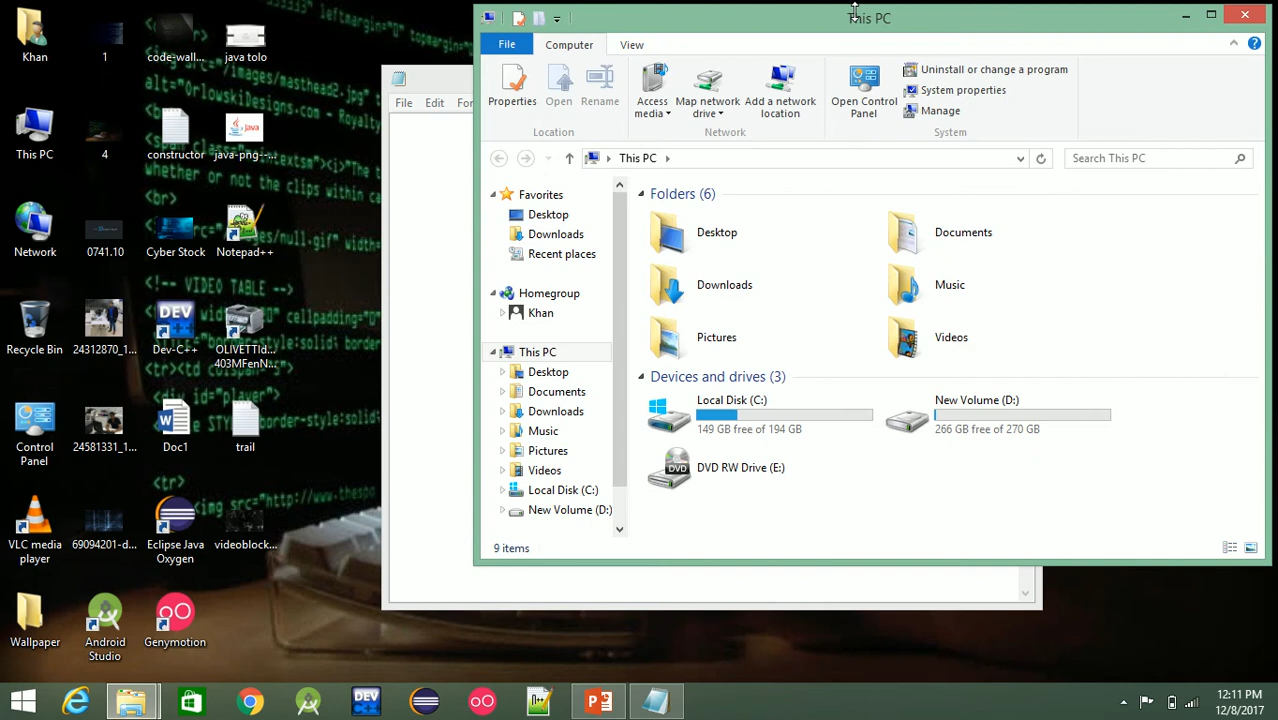 Khan
1
code-wall...
java tolo
This PC
4
constructor
java-png--...
Network
0741.10
Cyber Stock
Notepad++
Recycle Bin
24312870_1...
Dev-C++
OLIVETTId...
403MFenN...
Control
Panel
24581331_1...
Doc1
trail
VLC media
player
69094201-d...
Eclipse Java
Oxygen
videoblock...
Wallpaper
Android
Studio
Genymotion
File Edit
This PC
File Computer View
Properties
Open
Rename
Location
Access
media
Map network
drive
Add a network
location
Network
Open Control
Panel
Uninstall or change a program
System properties
Manage
System
This PC
Search This PC
Favorites
Desktop
Downloads
Recent places
Homegroup
Khan
This PC
Desktop
Documents
Downloads
Music
Pictures
Videos
Local Disk (C:)
New Volume (D:)
Folders (6)
Desktop
Documents
Downloads
Music
Pictures
Videos
Devices and drives (3)
Local Disk (C:)
149 GB free of 194 GB
New Volume (D:)
266 GB free of 270 GB
DVD RW Drive (E:)
9 items
12:11 PM
12/8/2017